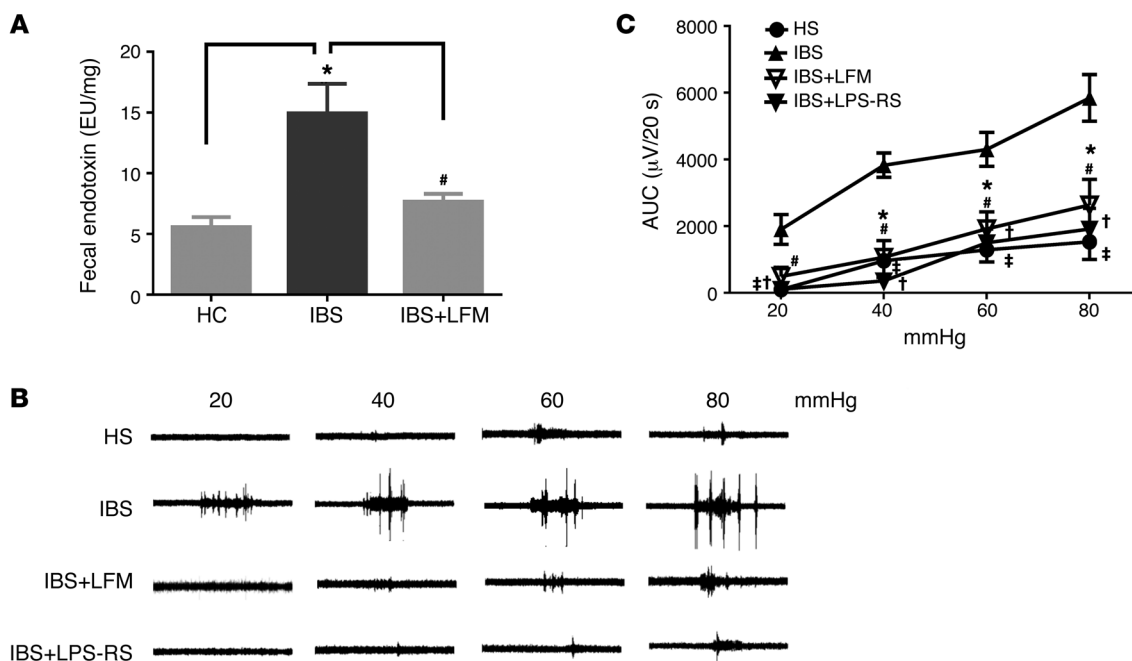 A
Fecal endotoxin (EU/mg)
20
15
10
5
0
*
#
HC IBS IBS+LFM
C
AUC (µV/20 s)
8000
6000
4000
2000
0
HS
IBS
IBS+LFM
IBS+LPS-RS
*
#
*
#
*
#
#
‡†
‡
†
†
‡
†
‡
20 40 60 80
mmHg
B
20 40 60 80 mmHg
HS
IBS
IBS+LFM
IBS+LPS-RS